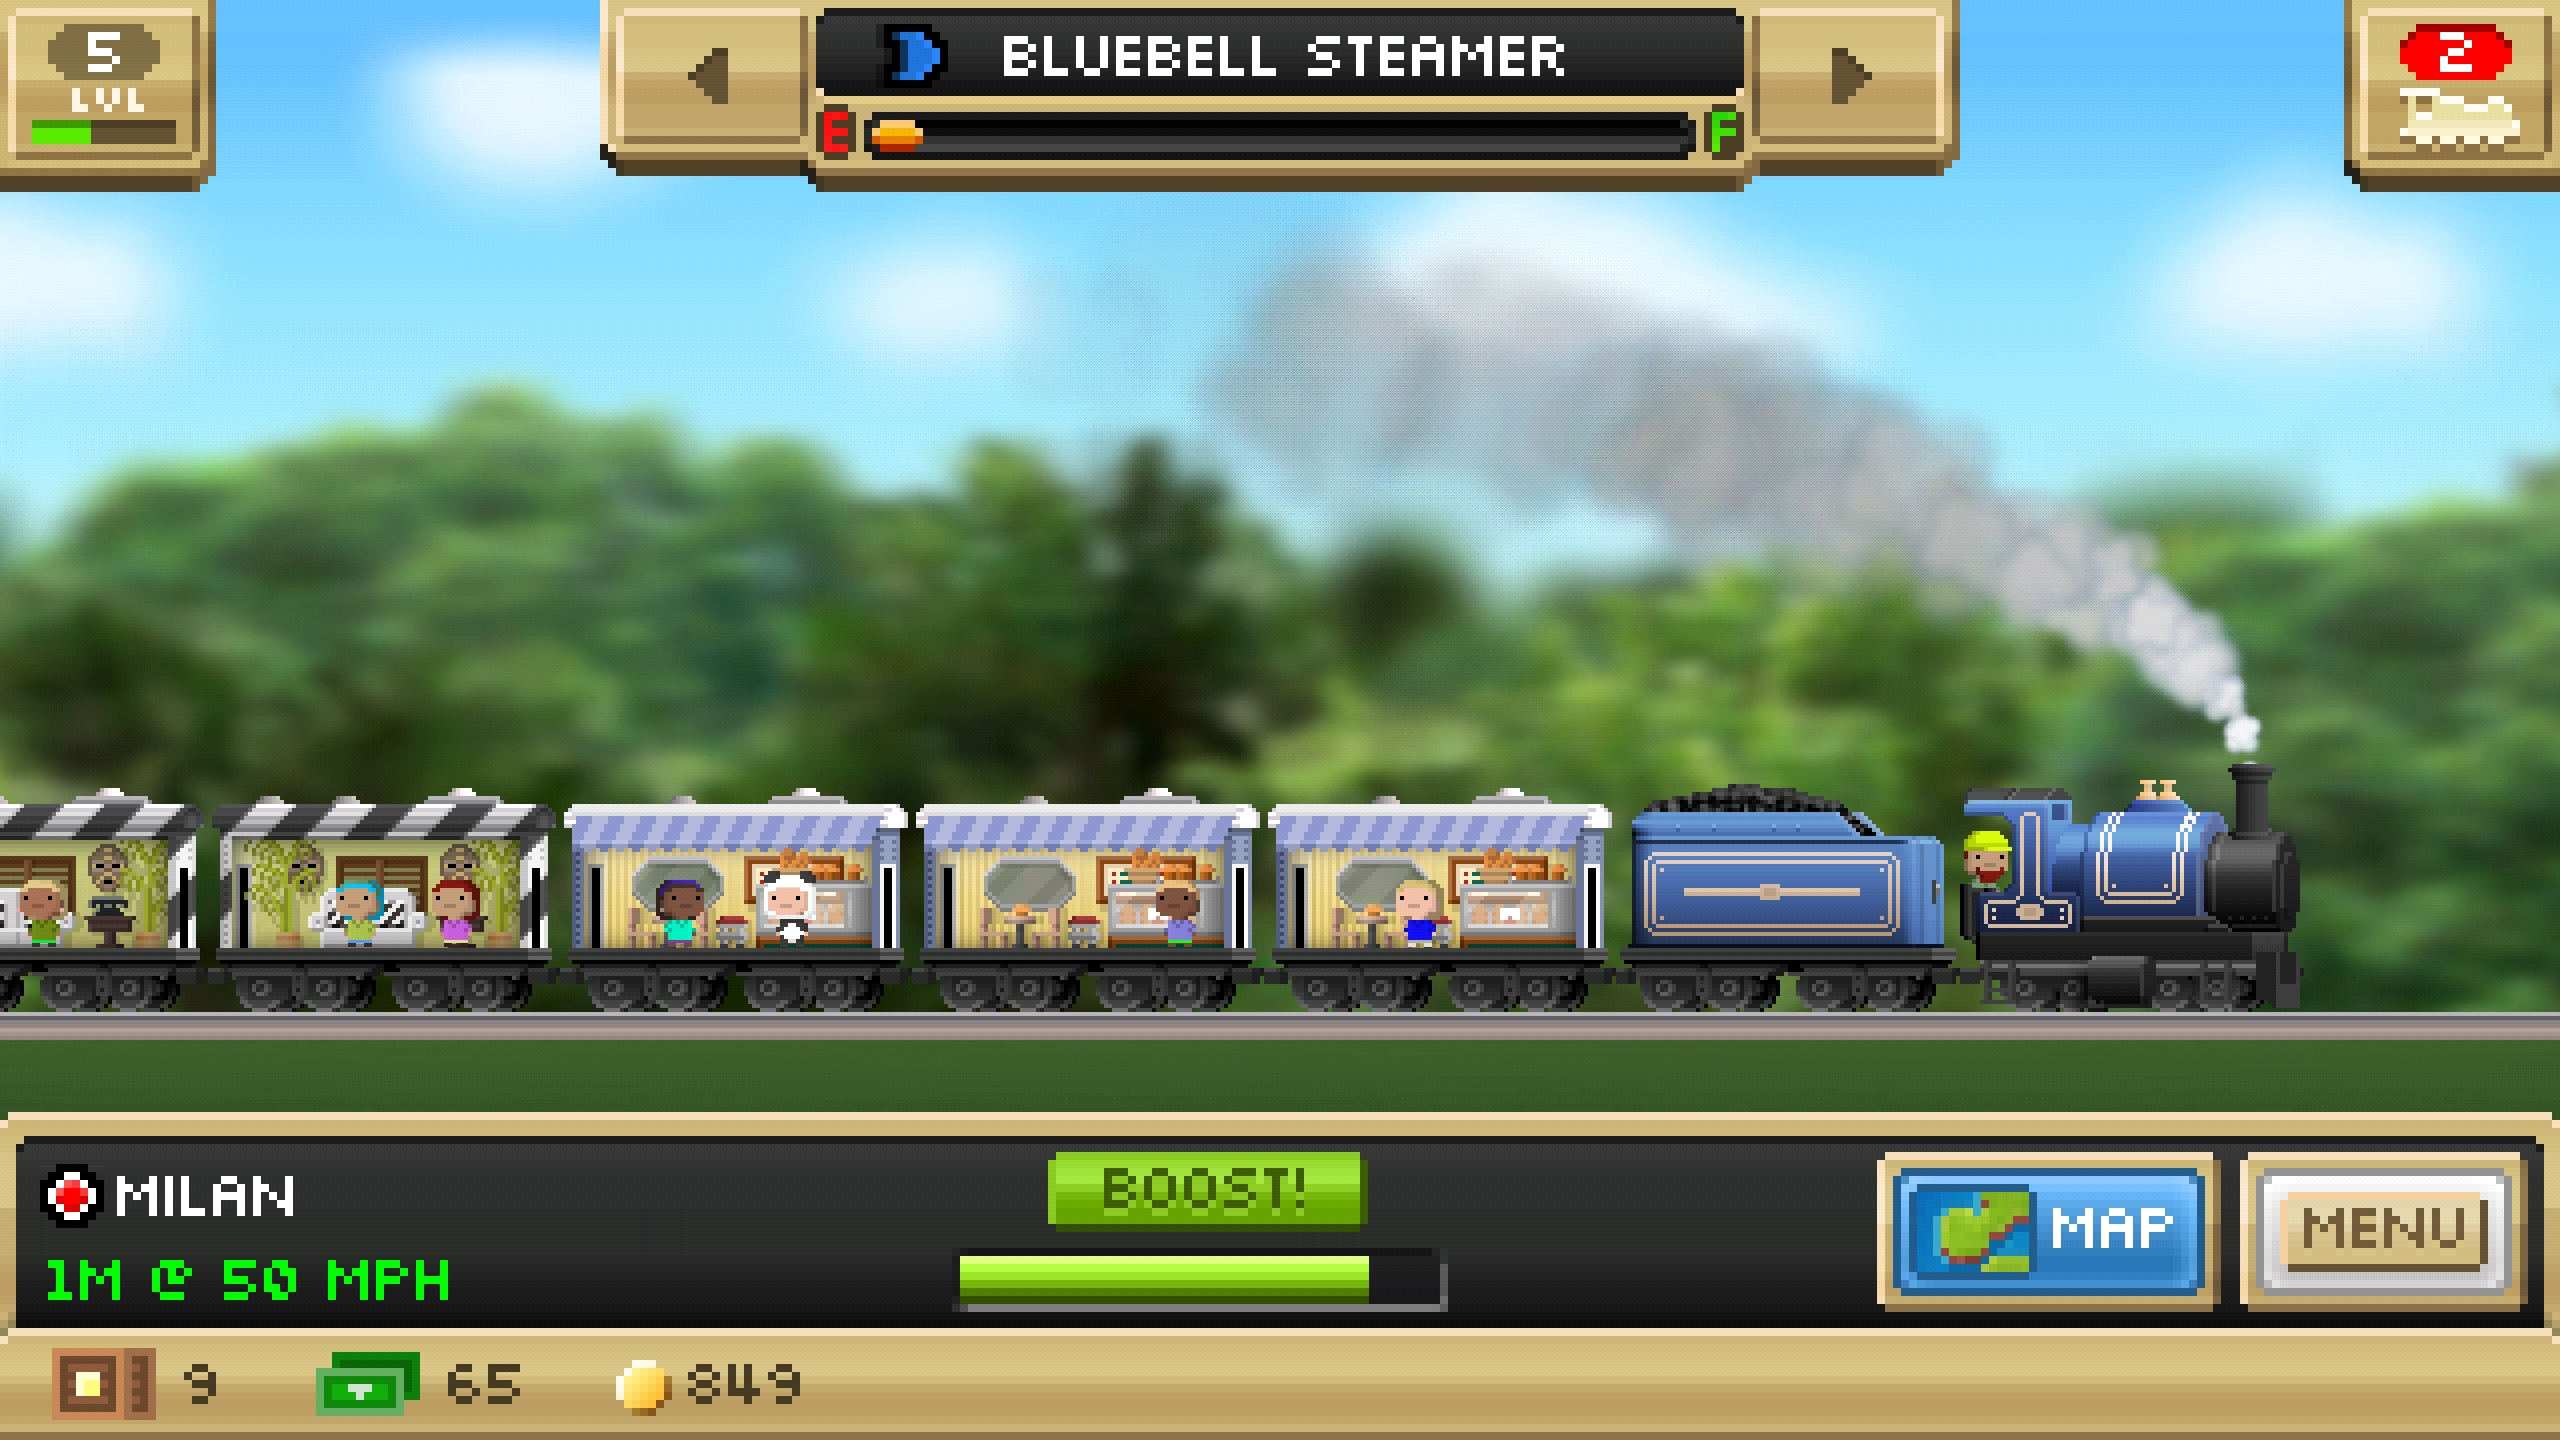 5
LVL
BLUEBELL STEAMER
E F
2
MILAN
1M @ 50 MPH
BOOST!
MAP
MENU
9 65 849